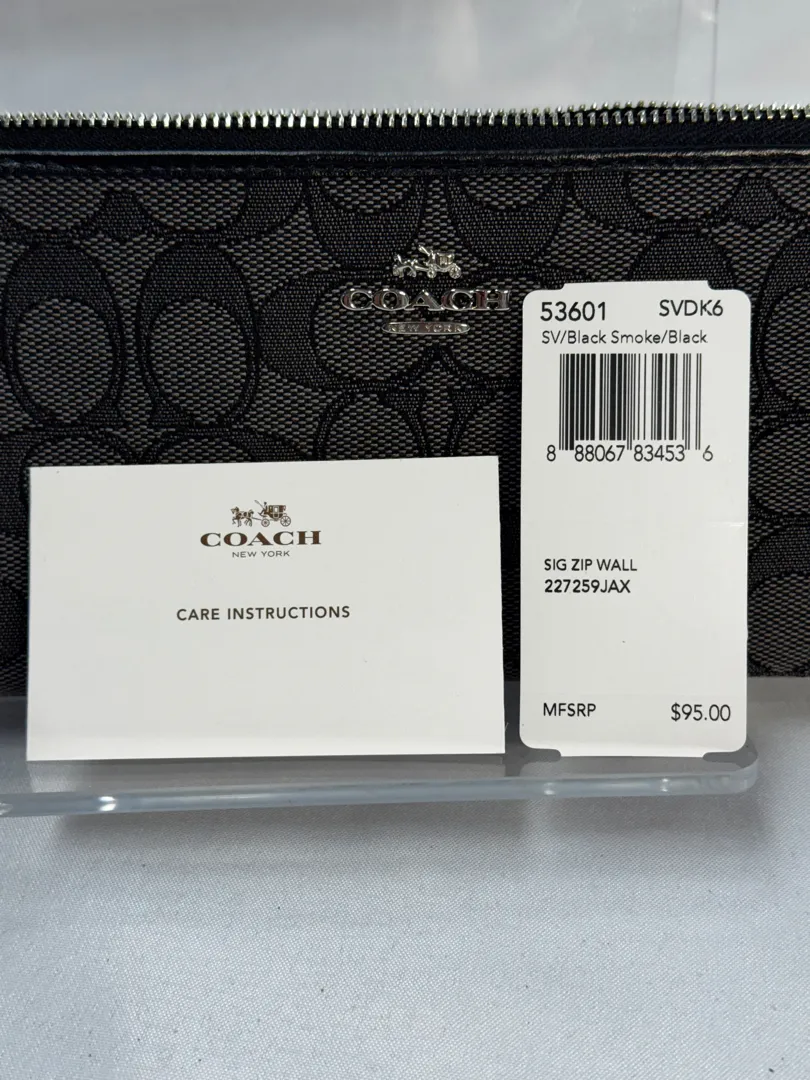 COACH
NEW YORK
53601 SVDK6
SV/Black Smoke/Black
8 88067 83453 6
SIG ZIP WALL
227259JAX
MFSRP $95.00
COACH
NEW YORK
CARE INSTRUCTIONS